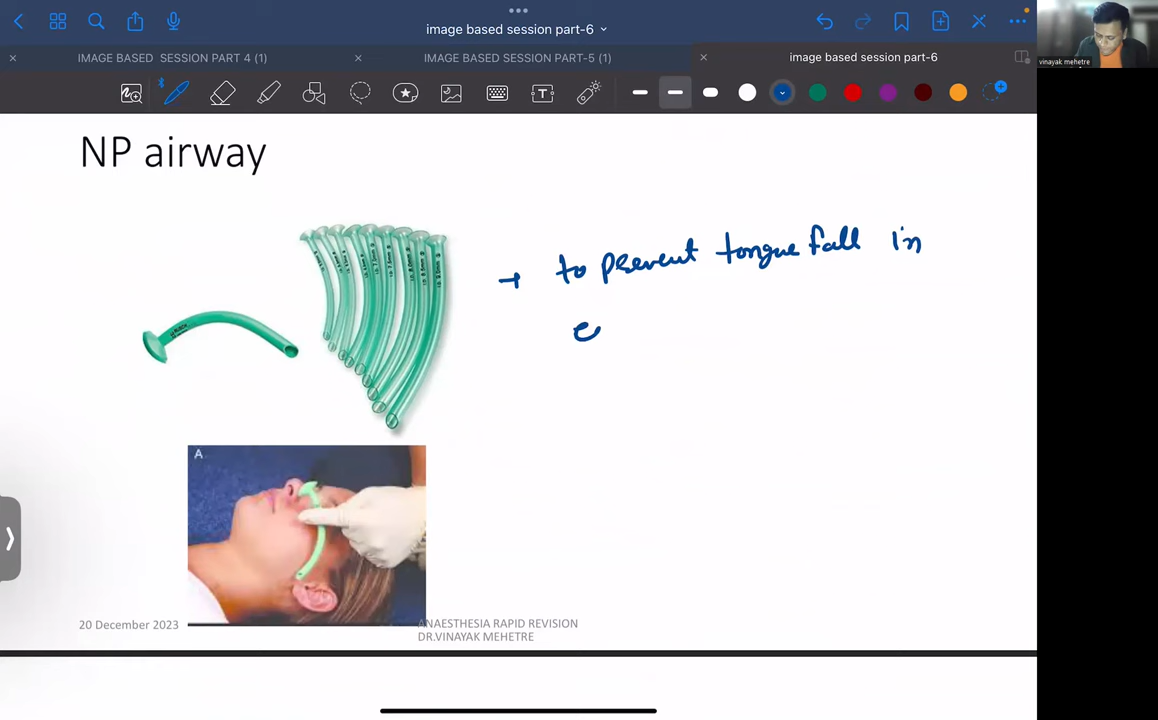 image based session part-6
IMAGE BASED SESSION PART 4 (1)
IMAGE BASED SESSION PART-5 (1)
image based session part-6
vinayak mehetre
NP airway
→ to prevent tongue fall in
e
A
20 December 2023
ANAESTHESIA RAPID REVISION
DR.VINAYAK MEHETRE